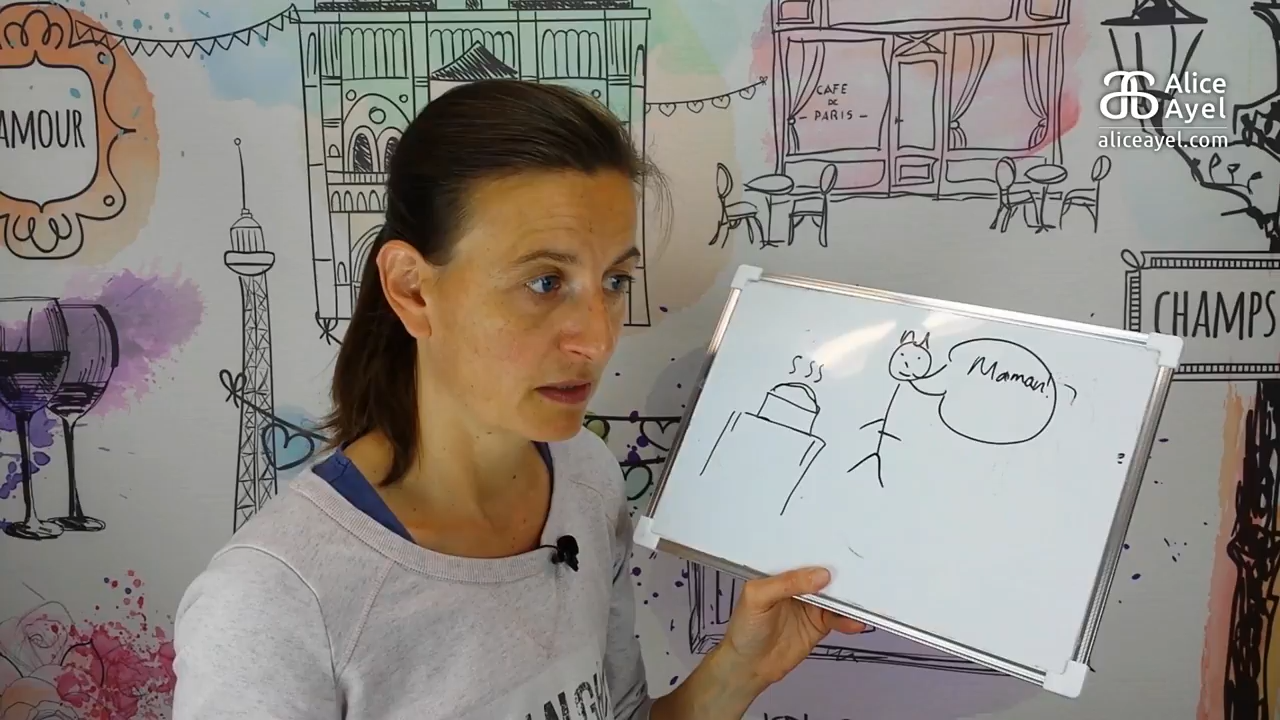 AMOUR
CAFE
DE
- PARIS -
Alice
Ayel
aliceayel.com
CHAMPS
Maman!